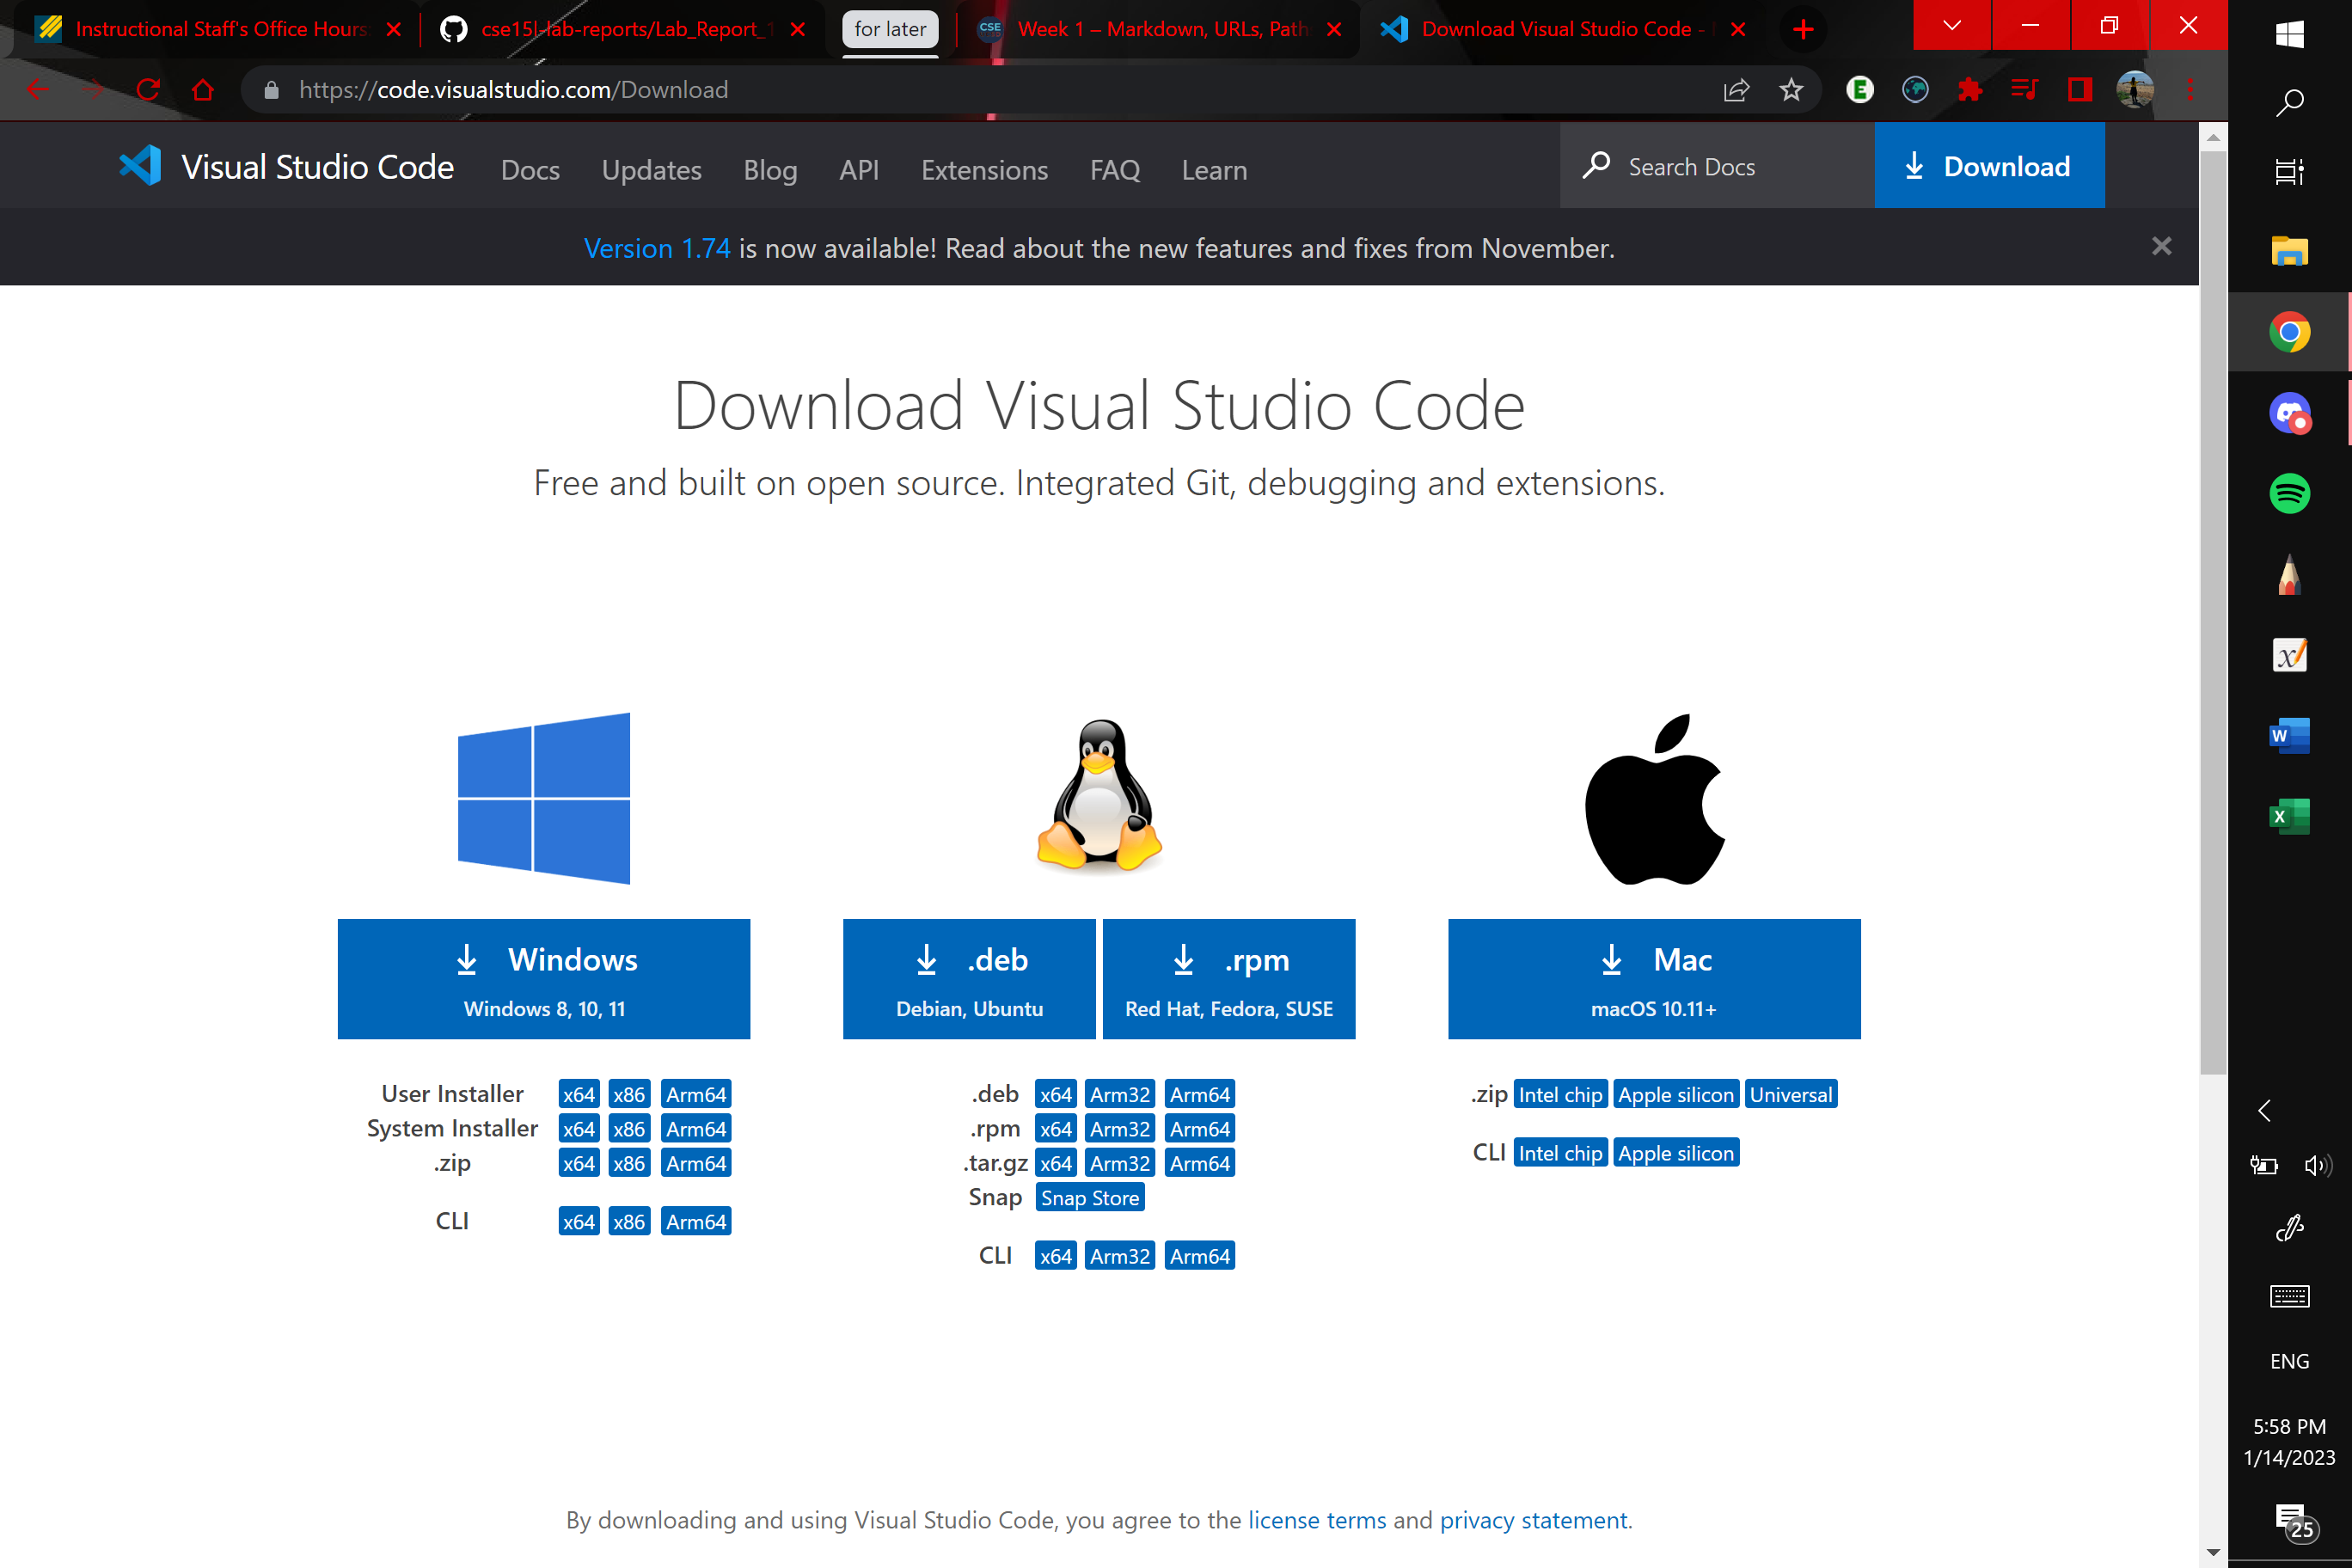 Instructional Staff's Office Hours
cse15l-lab-reports/Lab_Report_1
for later
CSE
Week 1 – Markdown, URLs, Path
Download Visual Studio Code -
https://code.visualstudio.com/Download
E
Visual Studio Code
Docs
Updates
Blog
API
Extensions
FAQ
Learn
Search Docs
Download
Version 1.74 is now available! Read about the new features and fixes from November.
Download Visual Studio Code
Free and built on open source. Integrated Git, debugging and extensions.
Windows
Windows 8, 10, 11
.deb
Debian, Ubuntu
.rpm
Red Hat, Fedora, SUSE
Mac
macOS 10.11+
User Installer x64 x86 Arm64
System Installer x64 x86 Arm64
.zip x64 x86 Arm64
CLI x64 x86 Arm64
.deb x64 Arm32 Arm64
.rpm x64 Arm32 Arm64
.tar.gz x64 Arm32 Arm64
Snap Snap Store
CLI x64 Arm32 Arm64
.zip Intel chip Apple silicon Universal
CLI Intel chip Apple silicon
By downloading and using Visual Studio Code, you agree to the license terms and privacy statement.
x
W
X
ENG
5:58 PM
1/14/2023
25